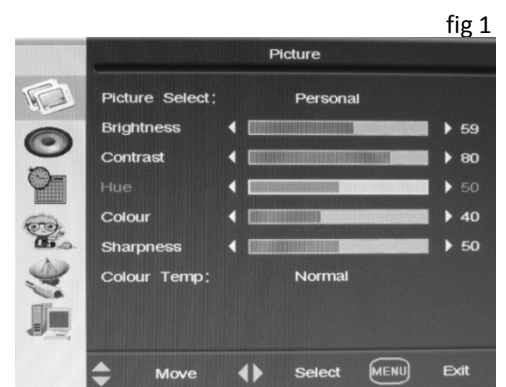 fig 1
Picture
Picture Select: Personal
Brightness 59
Contrast 80
Hue 50
Colour 40
Sharpness 50
Colour Temp: Normal
Move Select MENU Exit